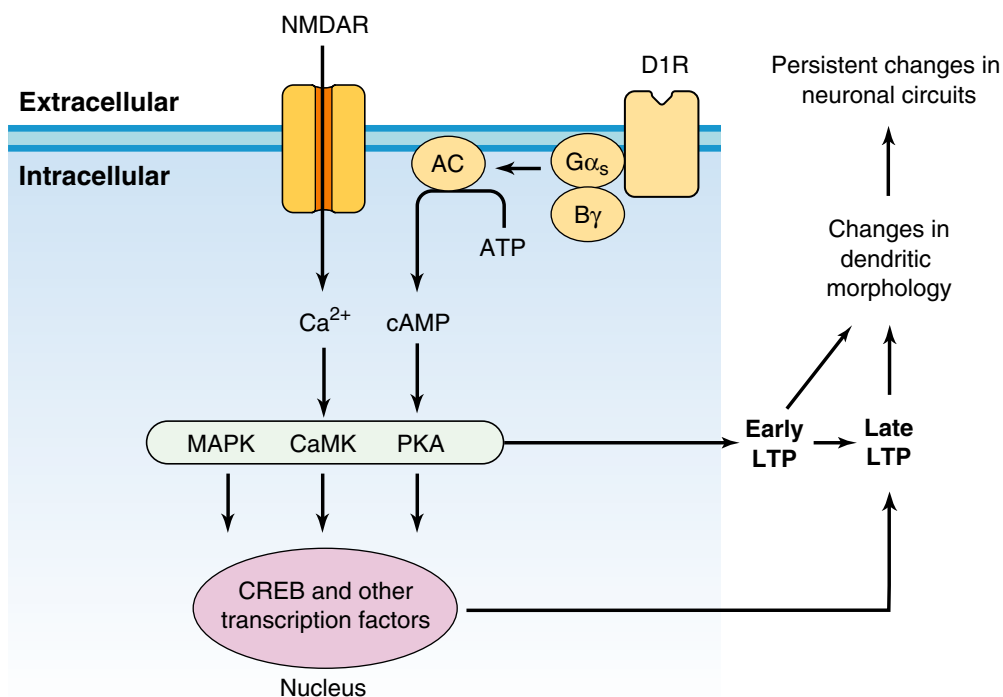 NMDAR
D1R
Persistent changes in
neuronal circuits
Extracellular
Intracellular
AC
Gαs
Bγ
ATP
Changes in
dendritic
morphology
Ca2+
cAMP
MAPK CaMK PKA
Early
LTP
Late
LTP
CREB and other
transcription factors
Nucleus